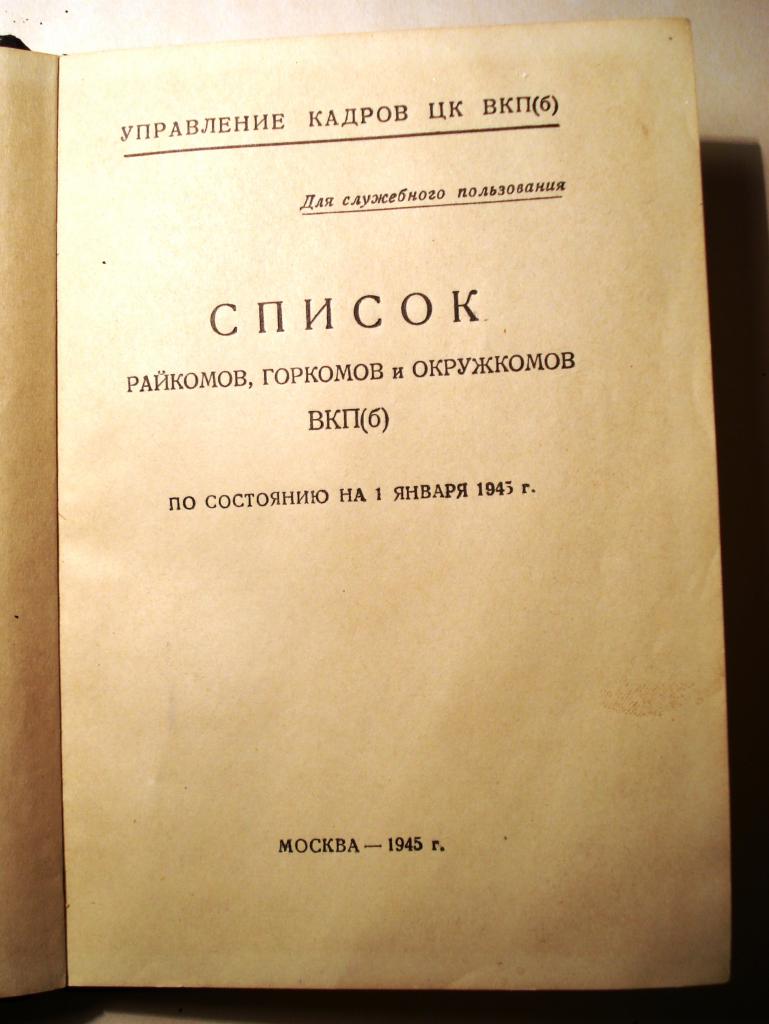 УПРАВЛЕНИЕ КАДРОВ ЦК ВКП(б)
Для служебного пользования
СПИСОК
РАЙКОМОВ, ГОРКОМОВ и ОКРУЖКОМОВ
ВКП(б)
ПО СОСТОЯНИЮ НА 1 ЯНВАРЯ 1945 г.
МОСКВА — 1945 г.